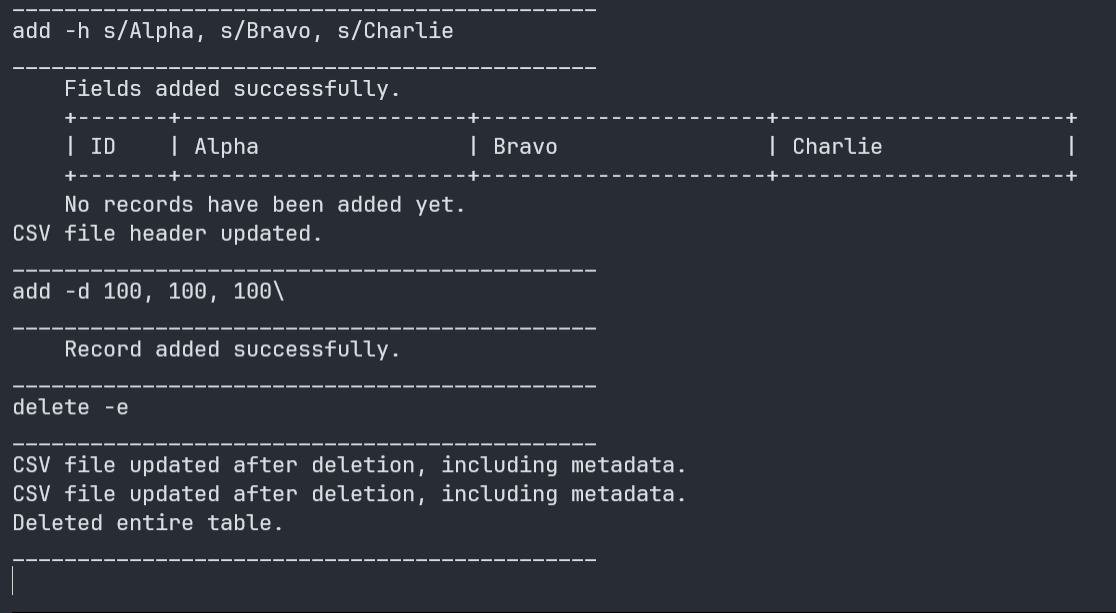 ____________________________________________
add -h s/Alpha, s/Bravo, s/Charlie
____________________________________________
    Fields added successfully.
    +-------+----------------------+----------------------+----------------------+
    | ID    | Alpha                | Bravo                | Charlie              |
    +-------+----------------------+----------------------+----------------------+
    No records have been added yet.
CSV file header updated.
____________________________________________
add -d 100, 100, 100\
____________________________________________
    Record added successfully.
____________________________________________
delete -e
____________________________________________
CSV file updated after deletion, including metadata.
CSV file updated after deletion, including metadata.
Deleted entire table.
____________________________________________